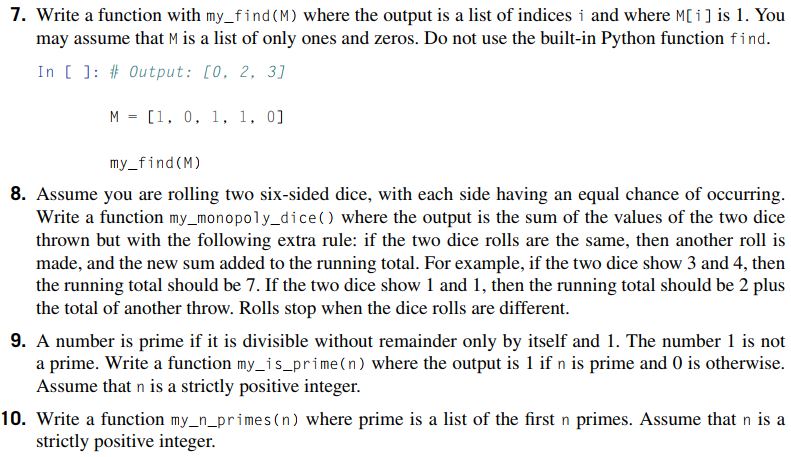 7. Write a function with my_find(M) where the output is a list of indices i and where M[i] is 1. You
may assume that M is a list of only ones and zeros. Do not use the built-in Python function find.
In [ ]: # Output: [0, 2, 3]
M = [1, 0, 1, 1, 0]
my_find(M)
8. Assume you are rolling two six-sided dice, with each side having an equal chance of occurring.
Write a function my_monopoly_dice() where the output is the sum of the values of the two dice
thrown but with the following extra rule: if the two dice rolls are the same, then another roll is
made, and the new sum added to the running total. For example, if the two dice show 3 and 4, then
the running total should be 7. If the two dice show 1 and 1, then the running total should be 2 plus
the total of another throw. Rolls stop when the dice rolls are different.
9. A number is prime if it is divisible without remainder only by itself and 1. The number 1 is not
a prime. Write a function my_is_prime(n) where the output is 1 if n is prime and 0 is otherwise.
Assume that n is a strictly positive integer.
10. Write a function my_n_primes(n) where prime is a list of the first n primes. Assume that n is a
strictly positive integer.